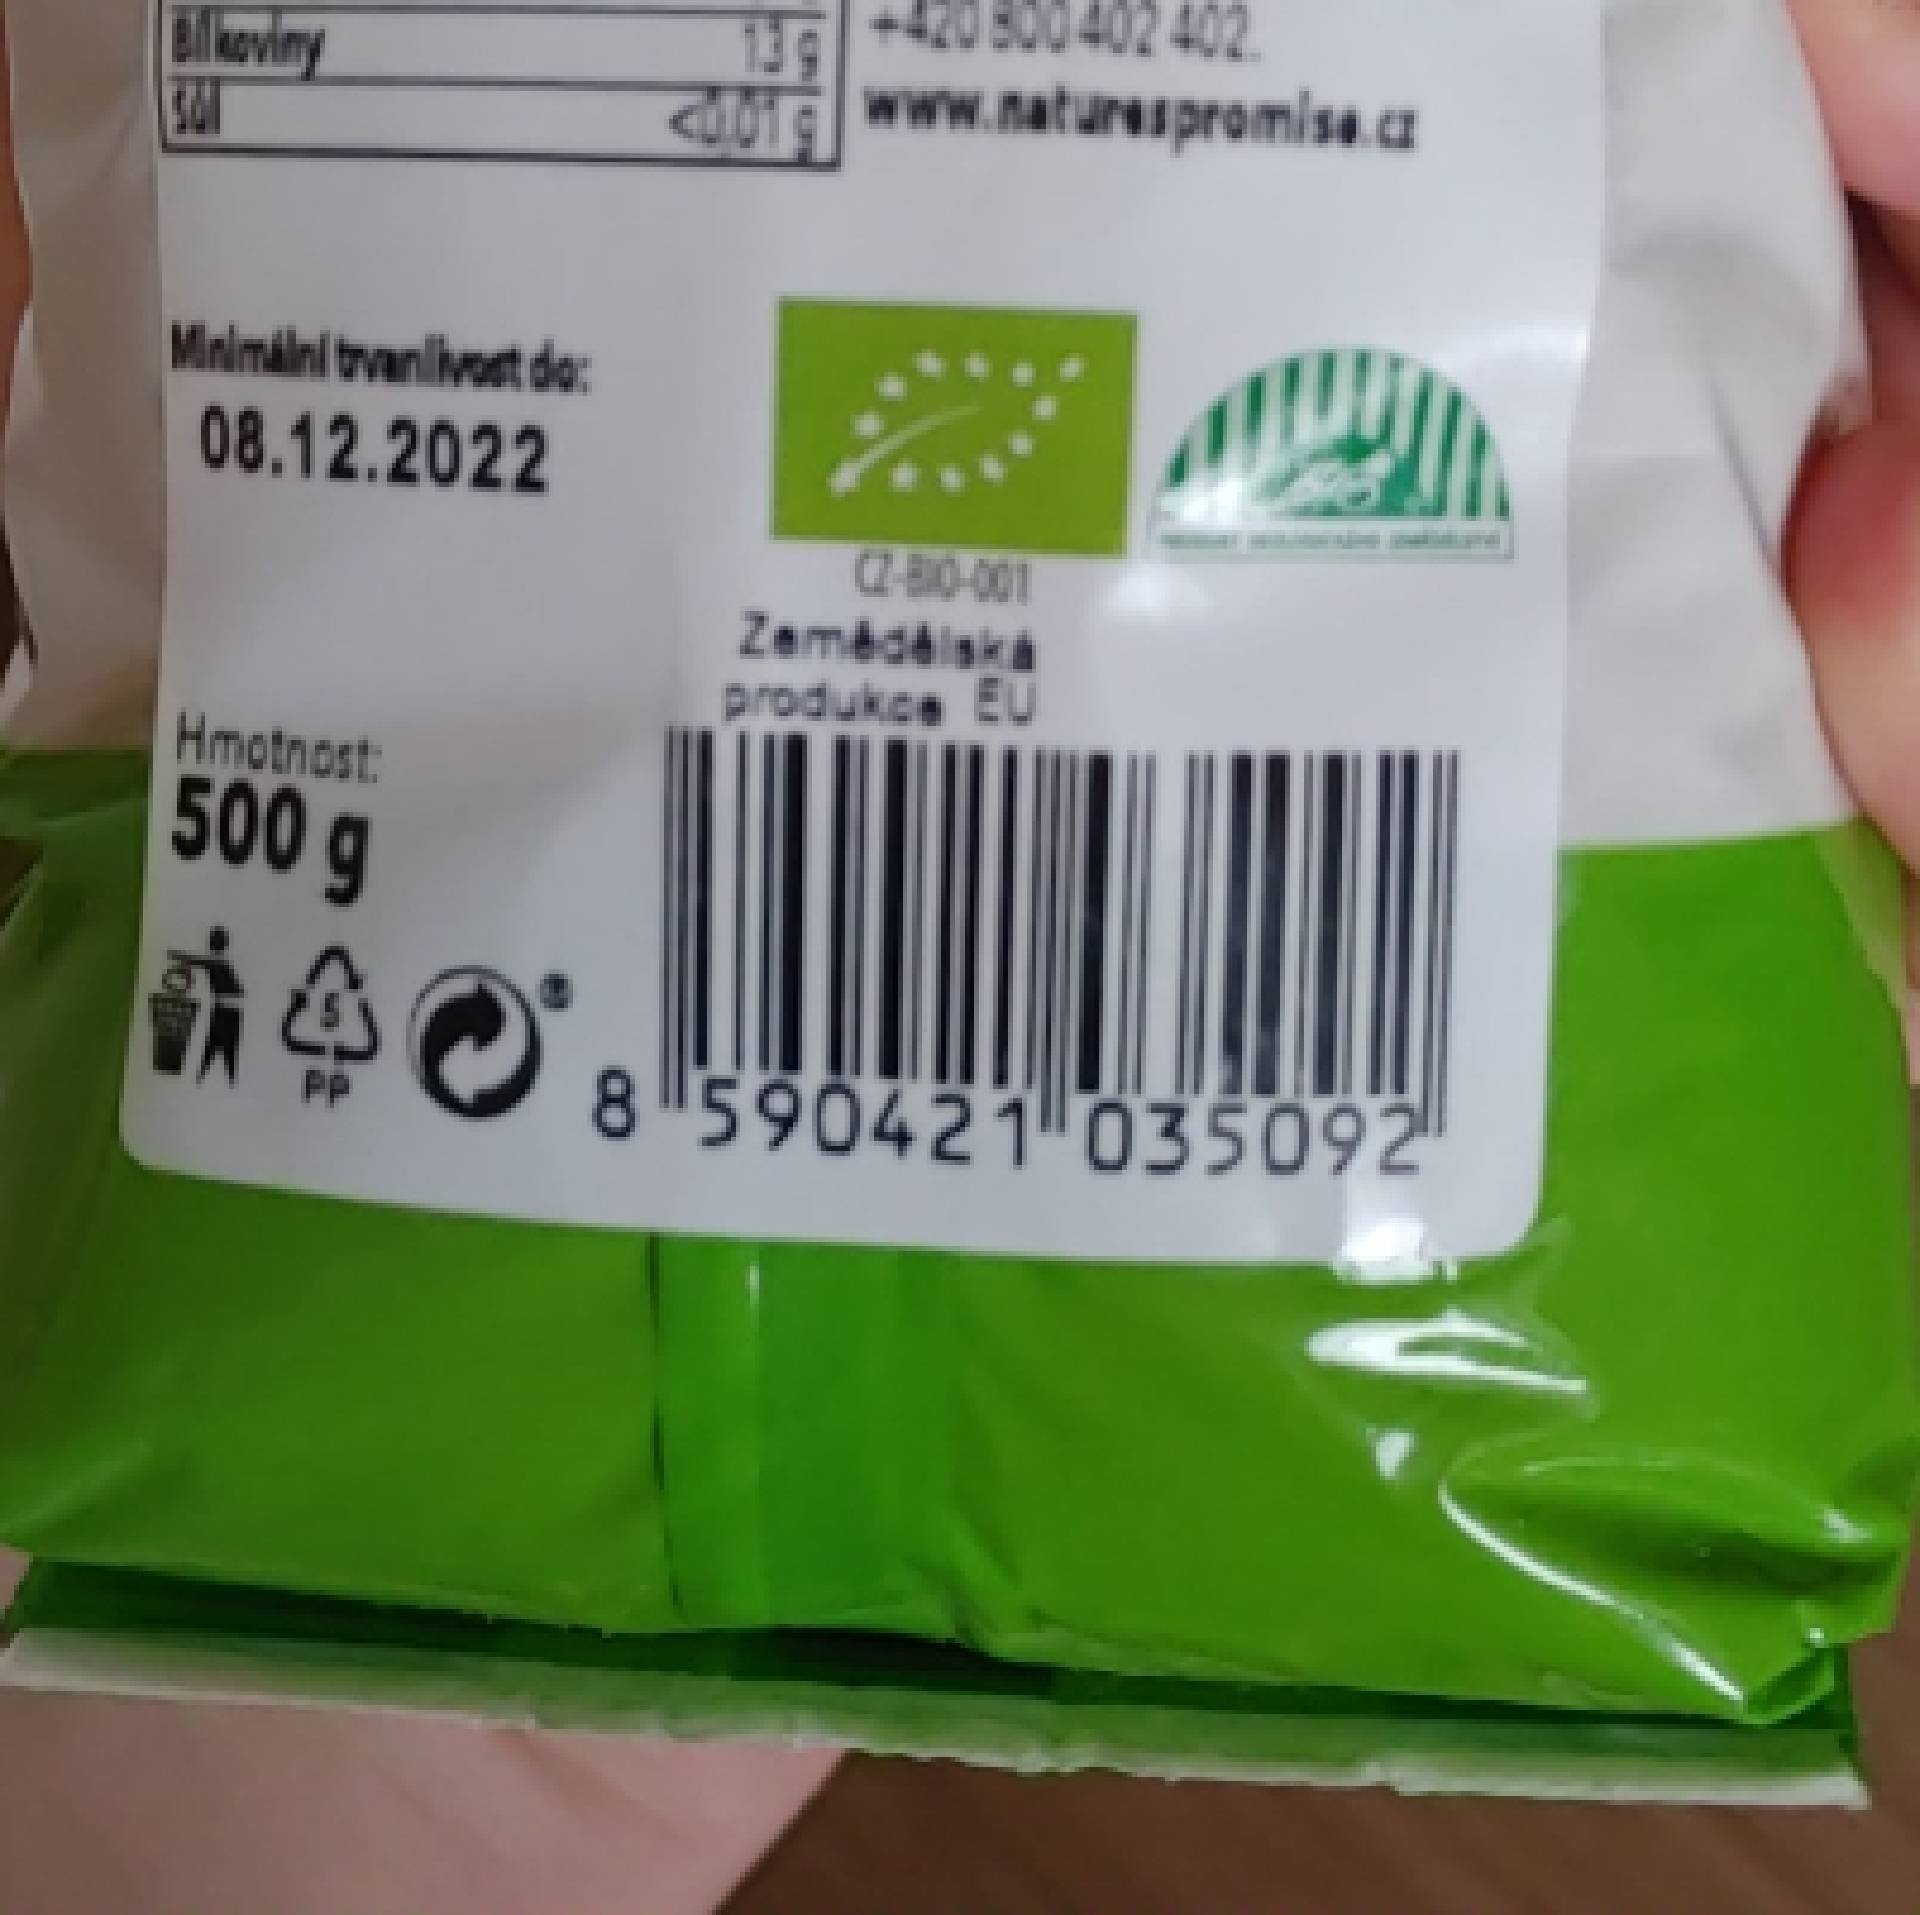 Bílkoviny 13 g
Sůl <0,01 g
+420 800 402 402.
www.naturespromise.cz
Minimální trvanlivost do:
08.12.2022
BIO
CZ-BIO-001
Zemědělská
produkce EU
Hmotnost:
500 g
5
PP
®
8 590421 035092